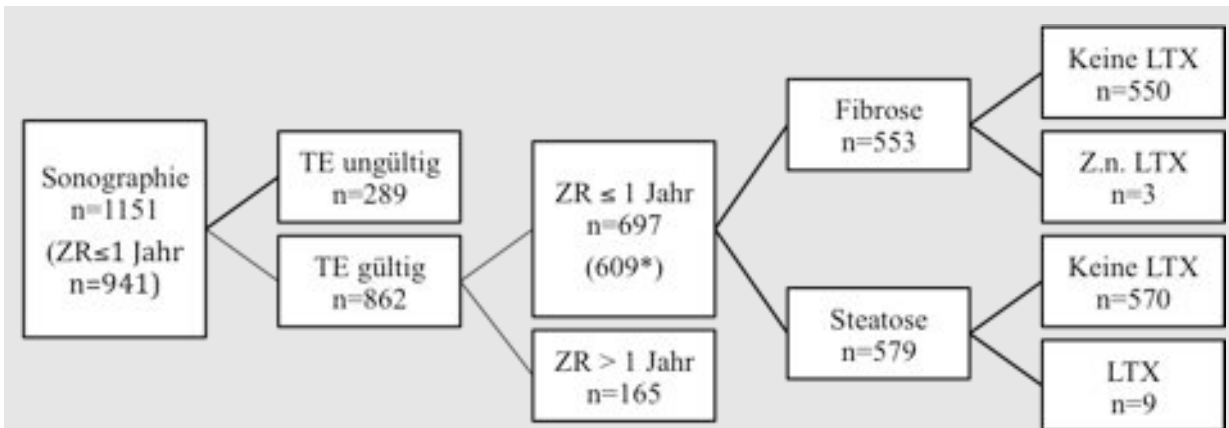 Sonographie
n=1151
(ZR≤1 Jahr
n=941)
TE ungültig
n=289
TE gültig
n=862
ZR ≤ 1 Jahr
n=697
(609*)
ZR > 1 Jahr
n=165
Fibrose
n=553
Steatose
n=579
Keine LTX
n=550
Z.n. LTX
n=3
Keine LTX
n=570
LTX
n=9